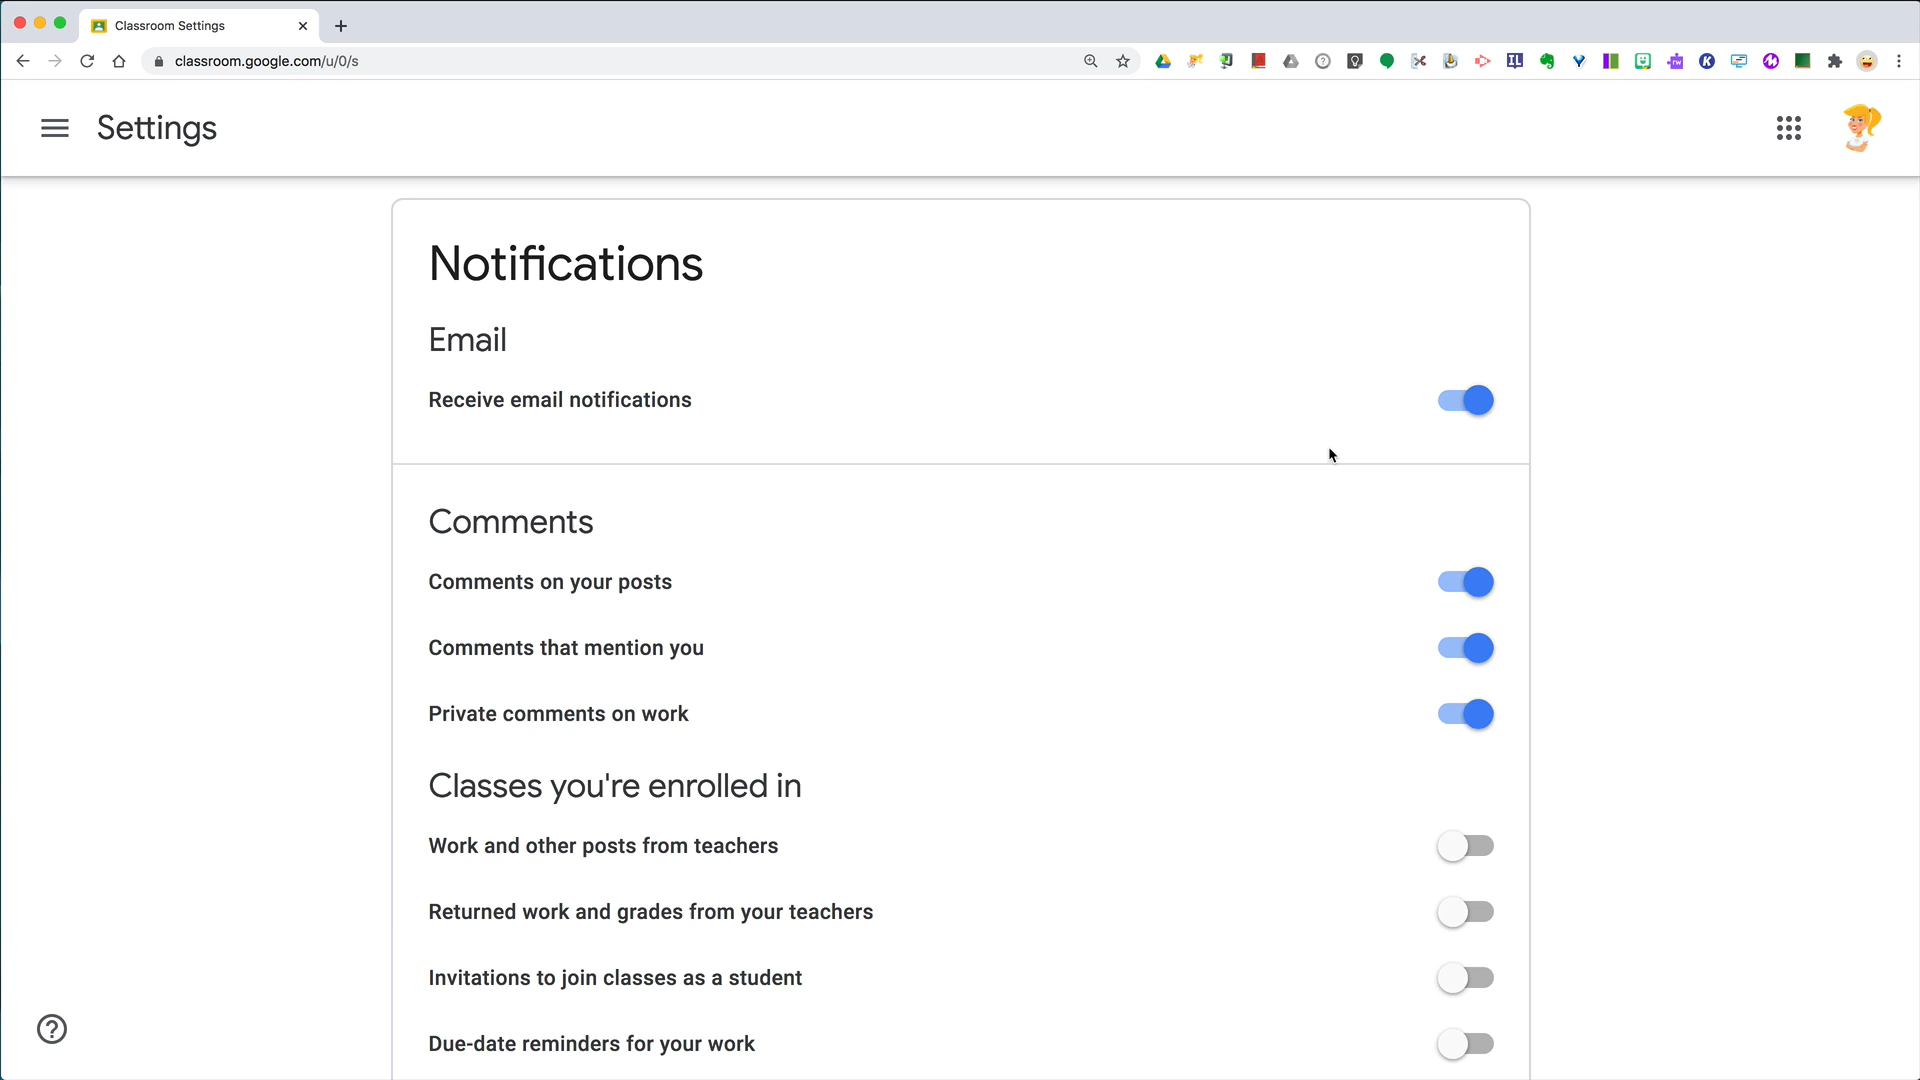 Classroom Settings
classroom.google.com/u/0/s
IL
rw
K
Settings
Notifications
Email
Receive email notifications
Comments
Comments on your posts
Comments that mention you
Private comments on work
Classes you're enrolled in
Work and other posts from teachers
Returned work and grades from your teachers
Invitations to join classes as a student
Due-date reminders for your work